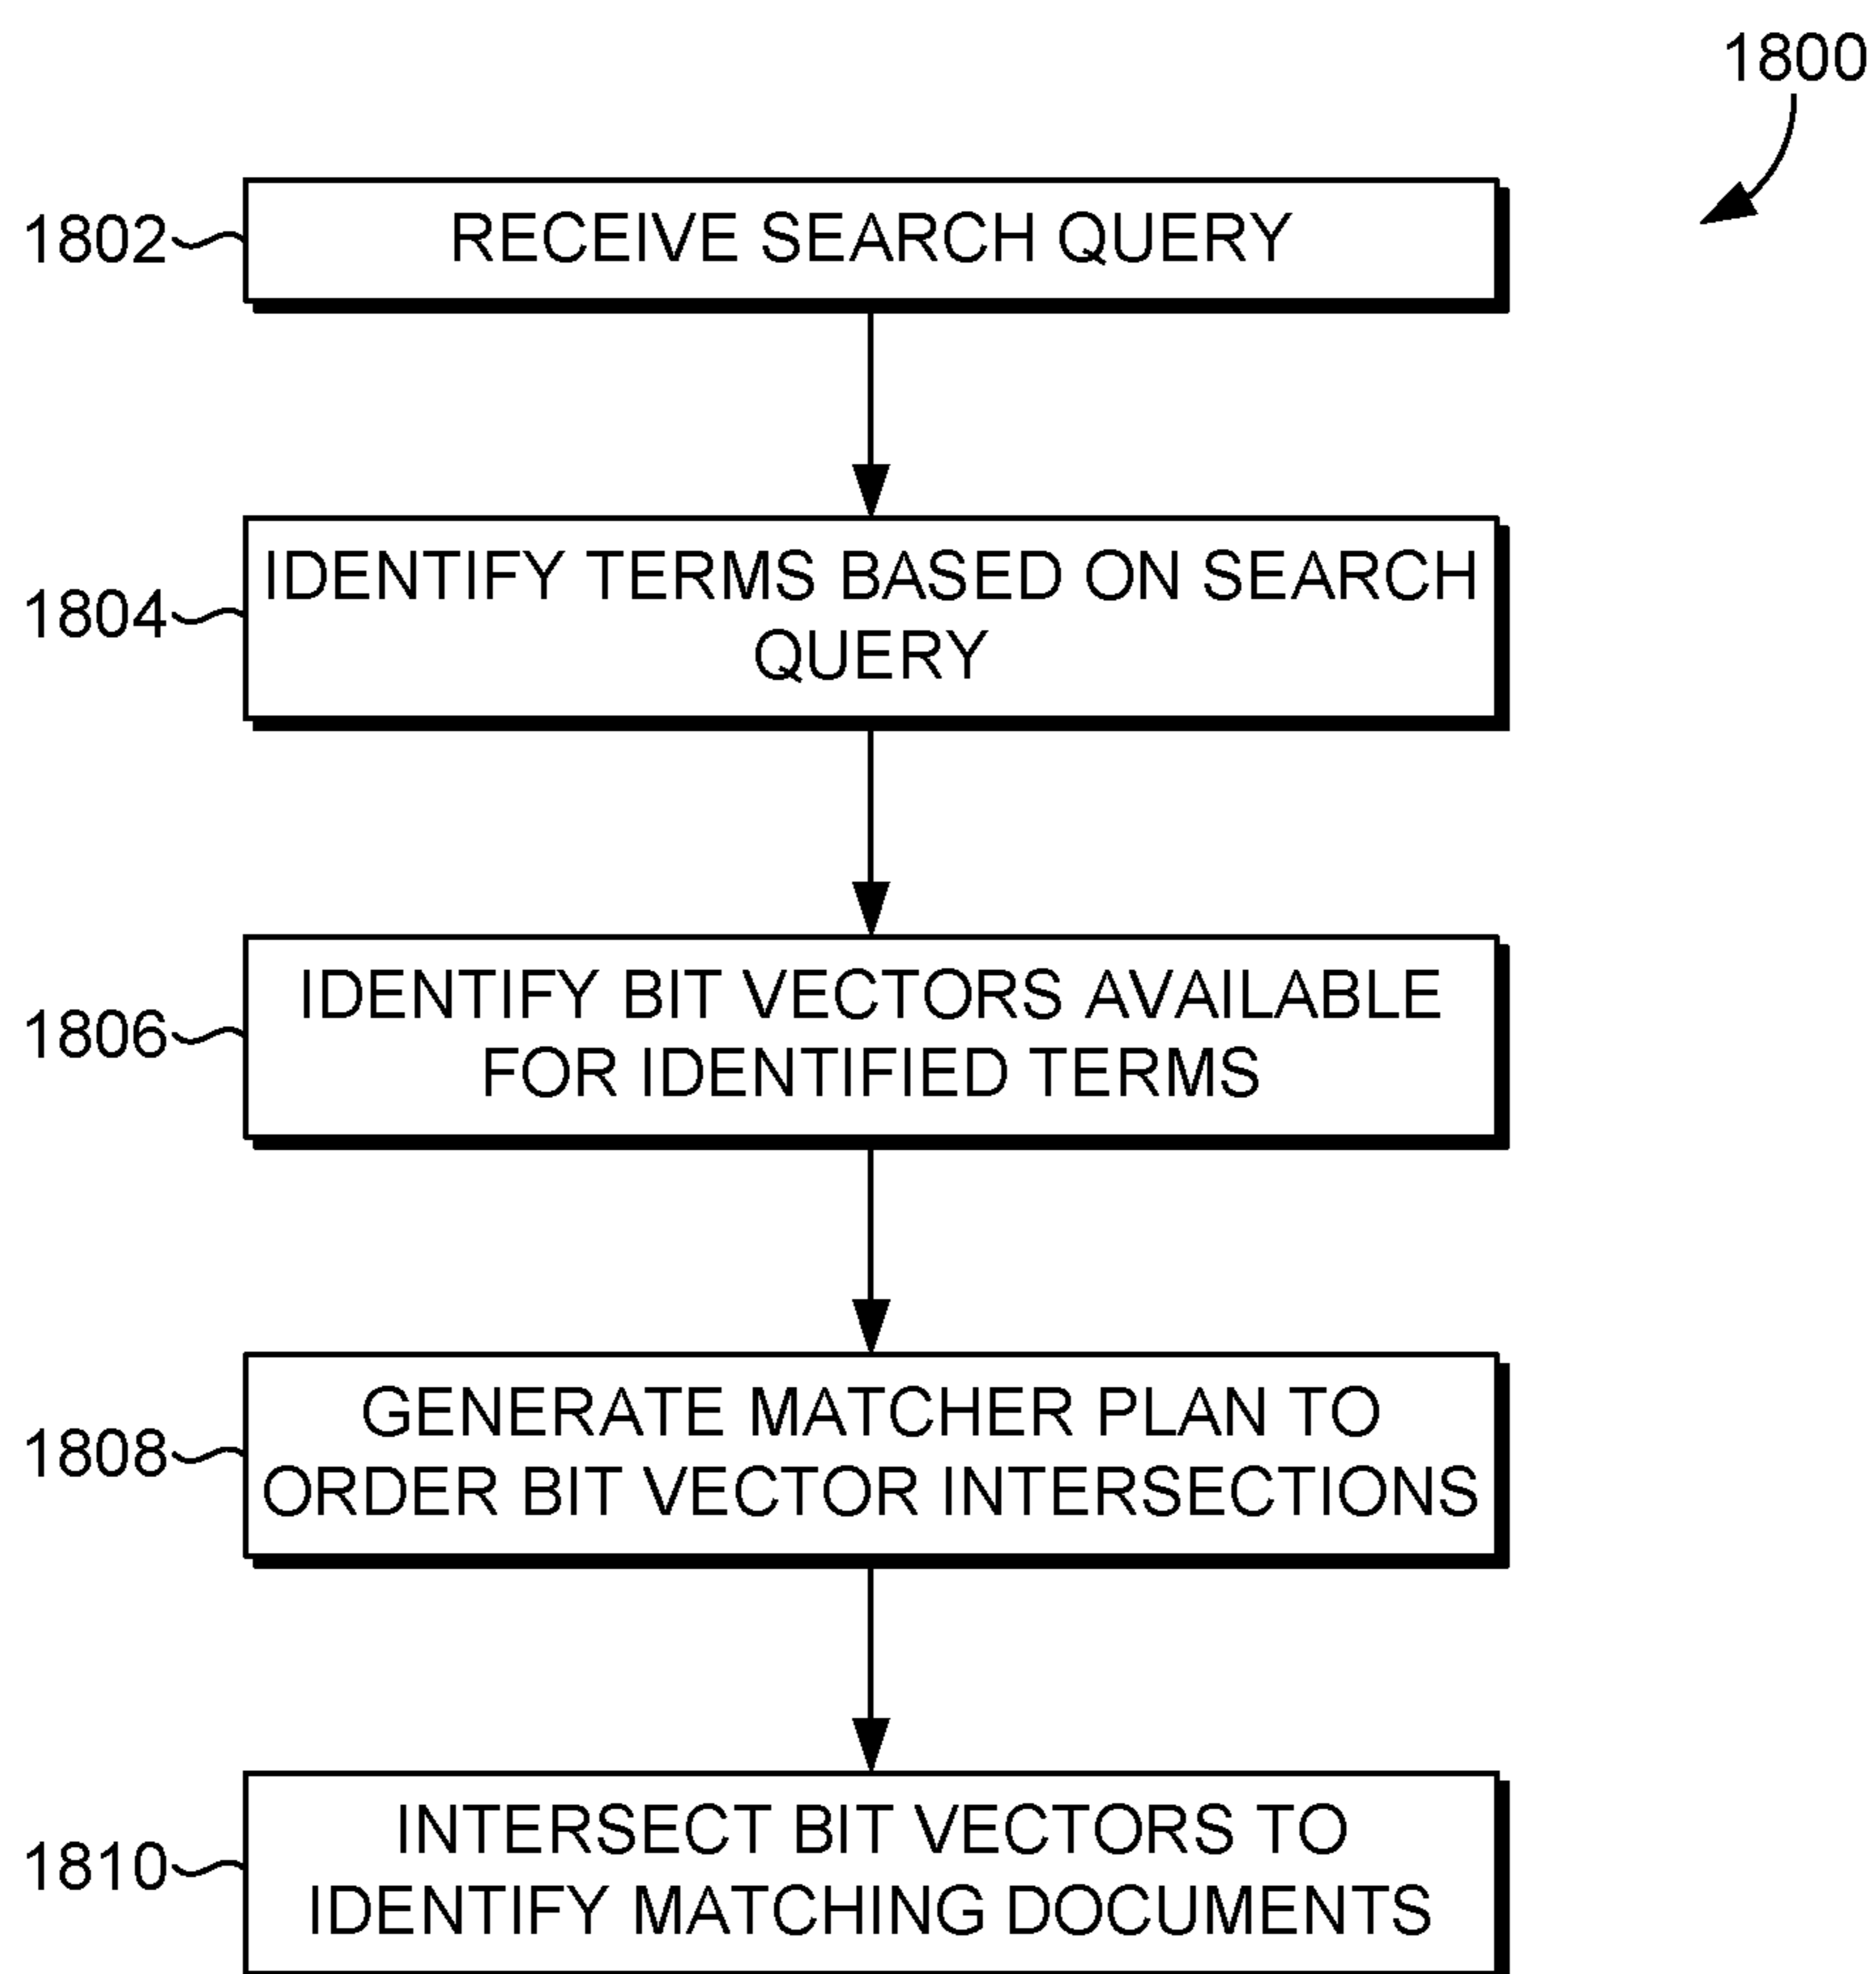 1800
1802
RECEIVE SEARCH QUERY
1804
IDENTIFY TERMS BASED ON SEARCH
QUERY
1806
IDENTIFY BIT VECTORS AVAILABLE
FOR IDENTIFIED TERMS
1808
GENERATE MATCHER PLAN TO
ORDER BIT VECTOR INTERSECTIONS
1810
INTERSECT BIT VECTORS TO
IDENTIFY MATCHING DOCUMENTS